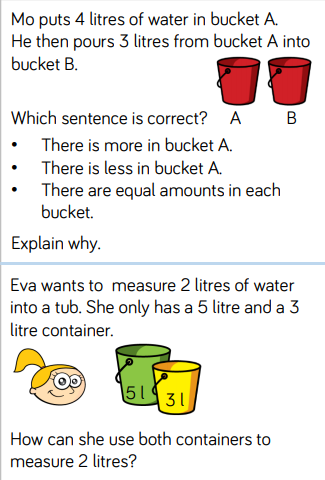 Mo puts 4 litres of water in bucket A.
He then pours 3 litres from bucket A into
bucket B.
Which sentence is correct? A B
• There is more in bucket A.
• There is less in bucket A.
• There are equal amounts in each
bucket.
Explain why.
Eva wants to measure 2 litres of water
into a tub. She only has a 5 litre and a 3
litre container.
5 l 3 l
How can she use both containers to
measure 2 litres?